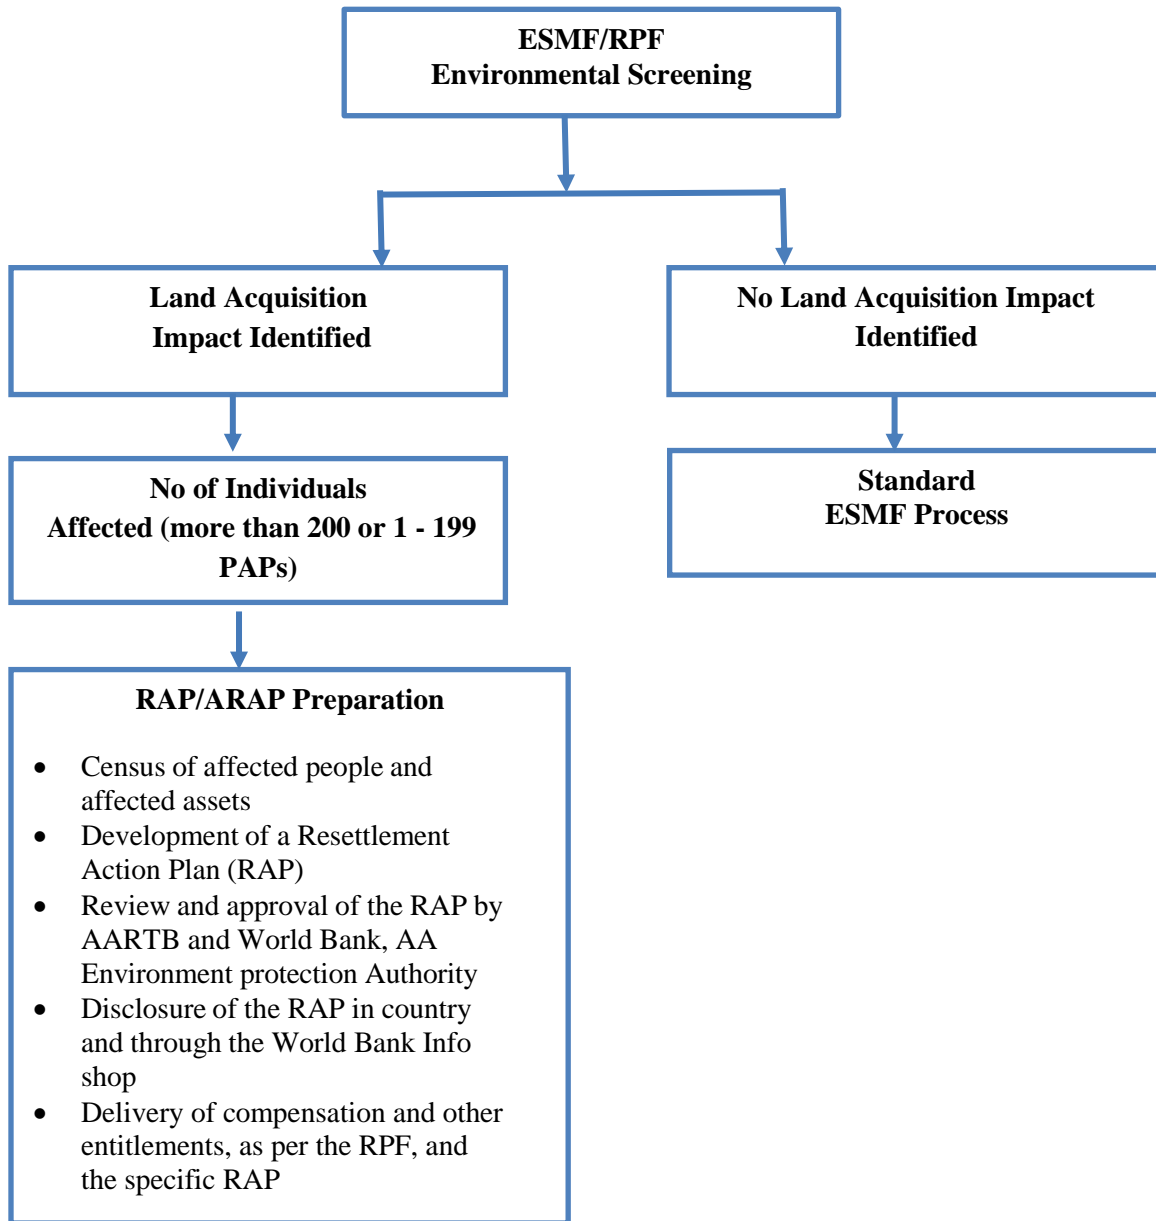 ESMF/RPF
Environmental Screening
Land Acquisition
Impact Identified
No Land Acquisition Impact
Identified
No of Individuals
Affected (more than 200 or 1 - 199
PAPs)
Standard
ESMF Process
RAP/ARAP Preparation
• Census of affected people and
affected assets
• Development of a Resettlement
Action Plan (RAP)
• Review and approval of the RAP by
AARTB and World Bank, AA
Environment protection Authority
• Disclosure of the RAP in country
and through the World Bank Info
shop
• Delivery of compensation and other
entitlements, as per the RPF, and
the specific RAP